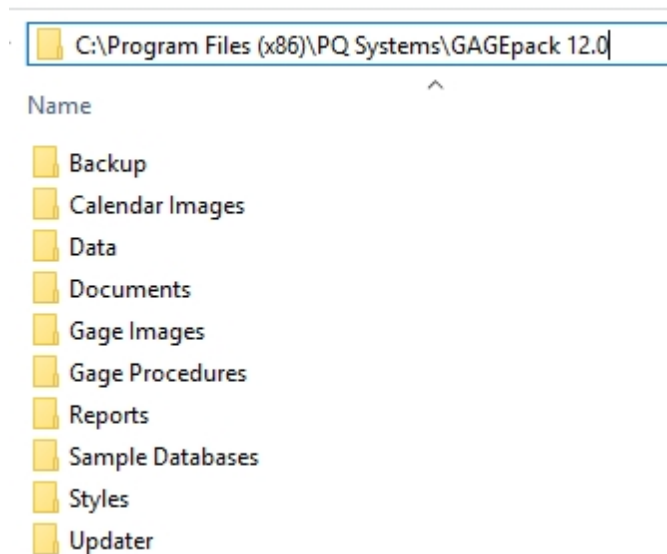 C:\Program Files (x86)\PQ Systems\GAGEpack 12.0
Name
Backup
Calendar Images
Data
Documents
Gage Images
Gage Procedures
Reports
Sample Databases
Styles
Updater